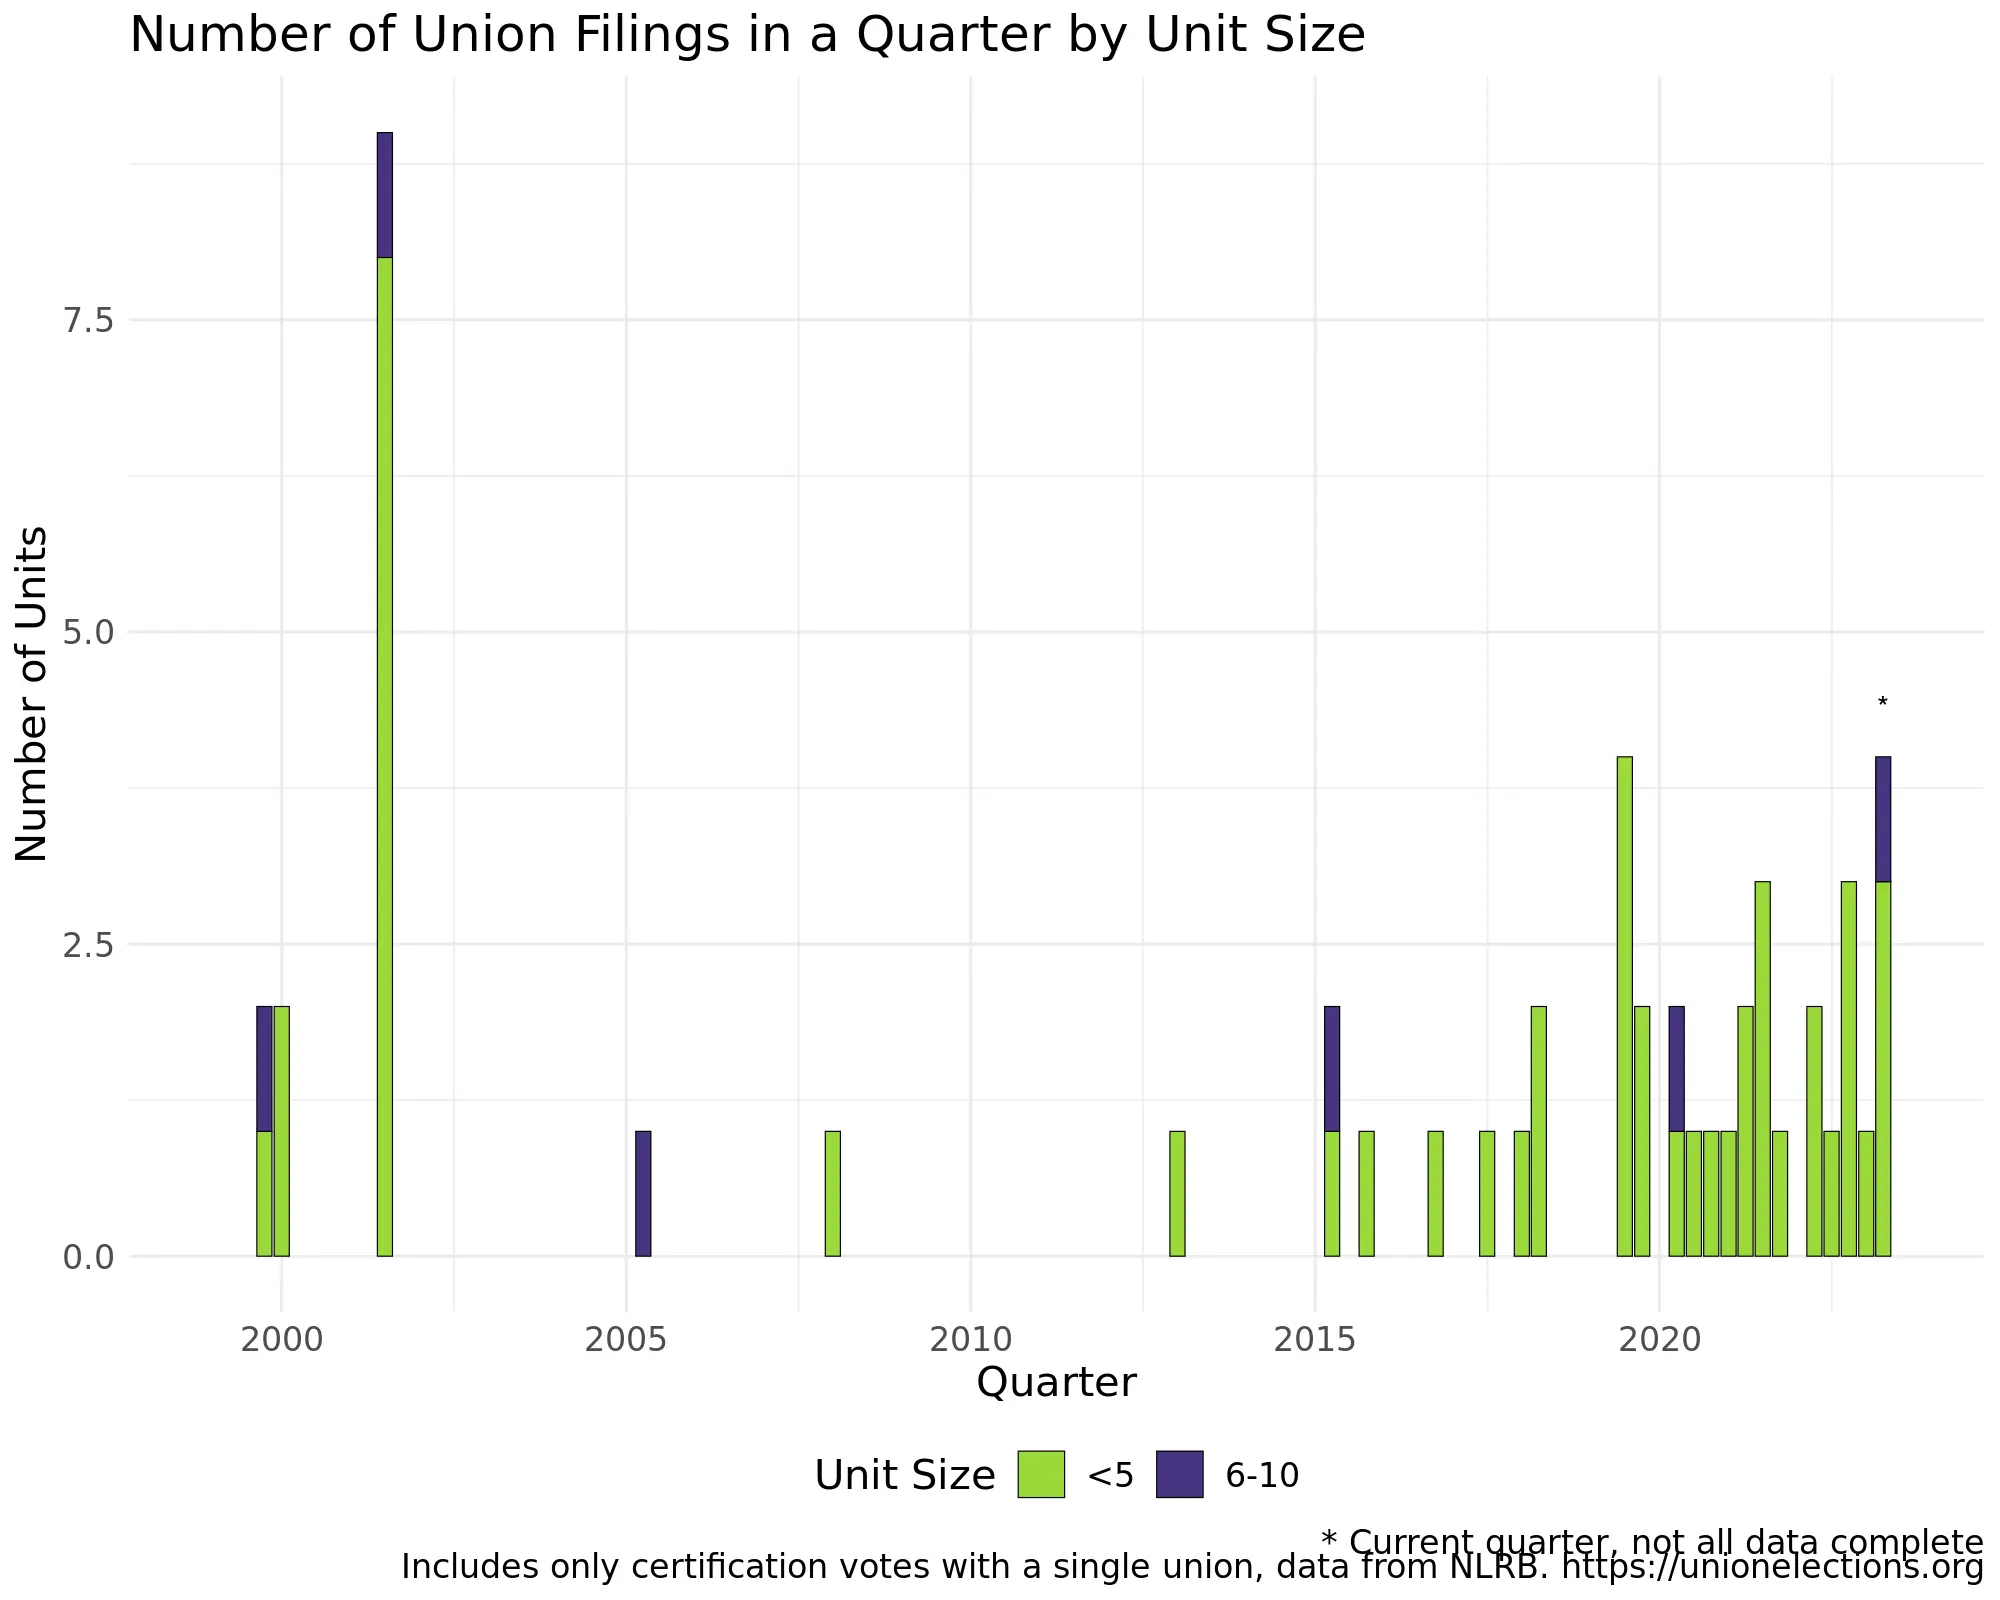 Number of Union Filings in a Quarter by Unit Size
Number of Units
7.5
5.0
2.5
0.0
*
2000 2005 2010 2015 2020
Quarter
Unit Size <5 6-10
* Current quarter, not all data complete
Includes only certification votes with a single union, data from NLRB. https://unionelections.org